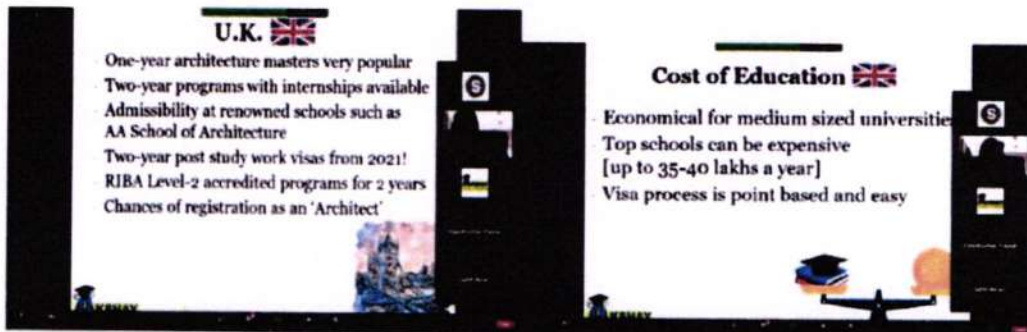 U.K.
One-year architecture masters very popular
Two-year programs with internships available
Admissibility at renowned schools such as
AA School of Architecture
Two-year post study work visas from 2021!
RIBA Level-2 accredited programs for 2 years
Chances of registration as an 'Architect'
AKSHAY
S
Cost of Education
Economical for medium sized universitie
Top schools can be expensive
[up to 35-40 lakhs a year]
Visa process is point based and easy
AKSHAY
S